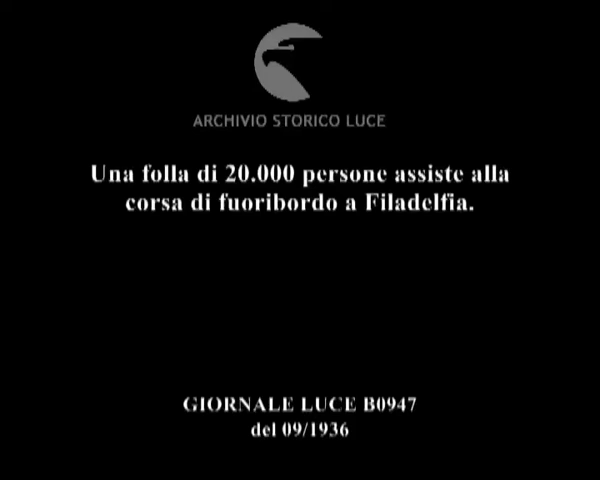 ARCHIVIO STORICO LUCE
Una folla di 20.000 persone assiste alla
corsa di fuoribordo a Filadelfia.
GIORNALE LUCE B0947
del 09/1936